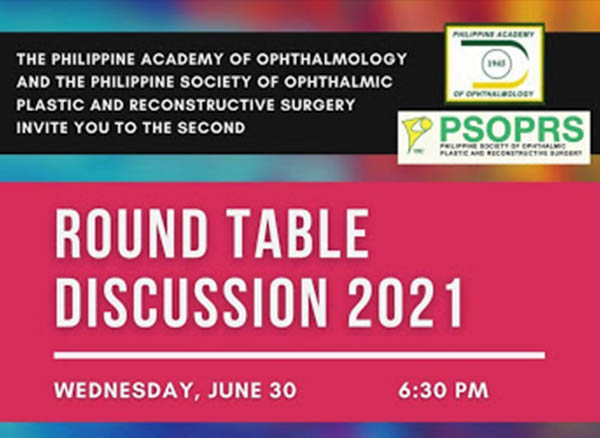 THE PHILIPPINE ACADEMY OF OPHTHALMOLOGY
AND THE PHILIPPINE SOCIETY OF OPHTHALMIC
PLASTIC AND RECONSTRUCTIVE SURGERY
INVITE YOU TO THE SECOND
PHILIPPINE ACADEMY
1945
OF OPHTHALMOLOGY
PSOPRS
PHILIPPINE SOCIETY OF OPHTHALMIC
PLASTIC AND RECONSTRUCTIVE SURGERY
ROUND TABLE
DISCUSSION 2021
WEDNESDAY, JUNE 30 6:30 PM